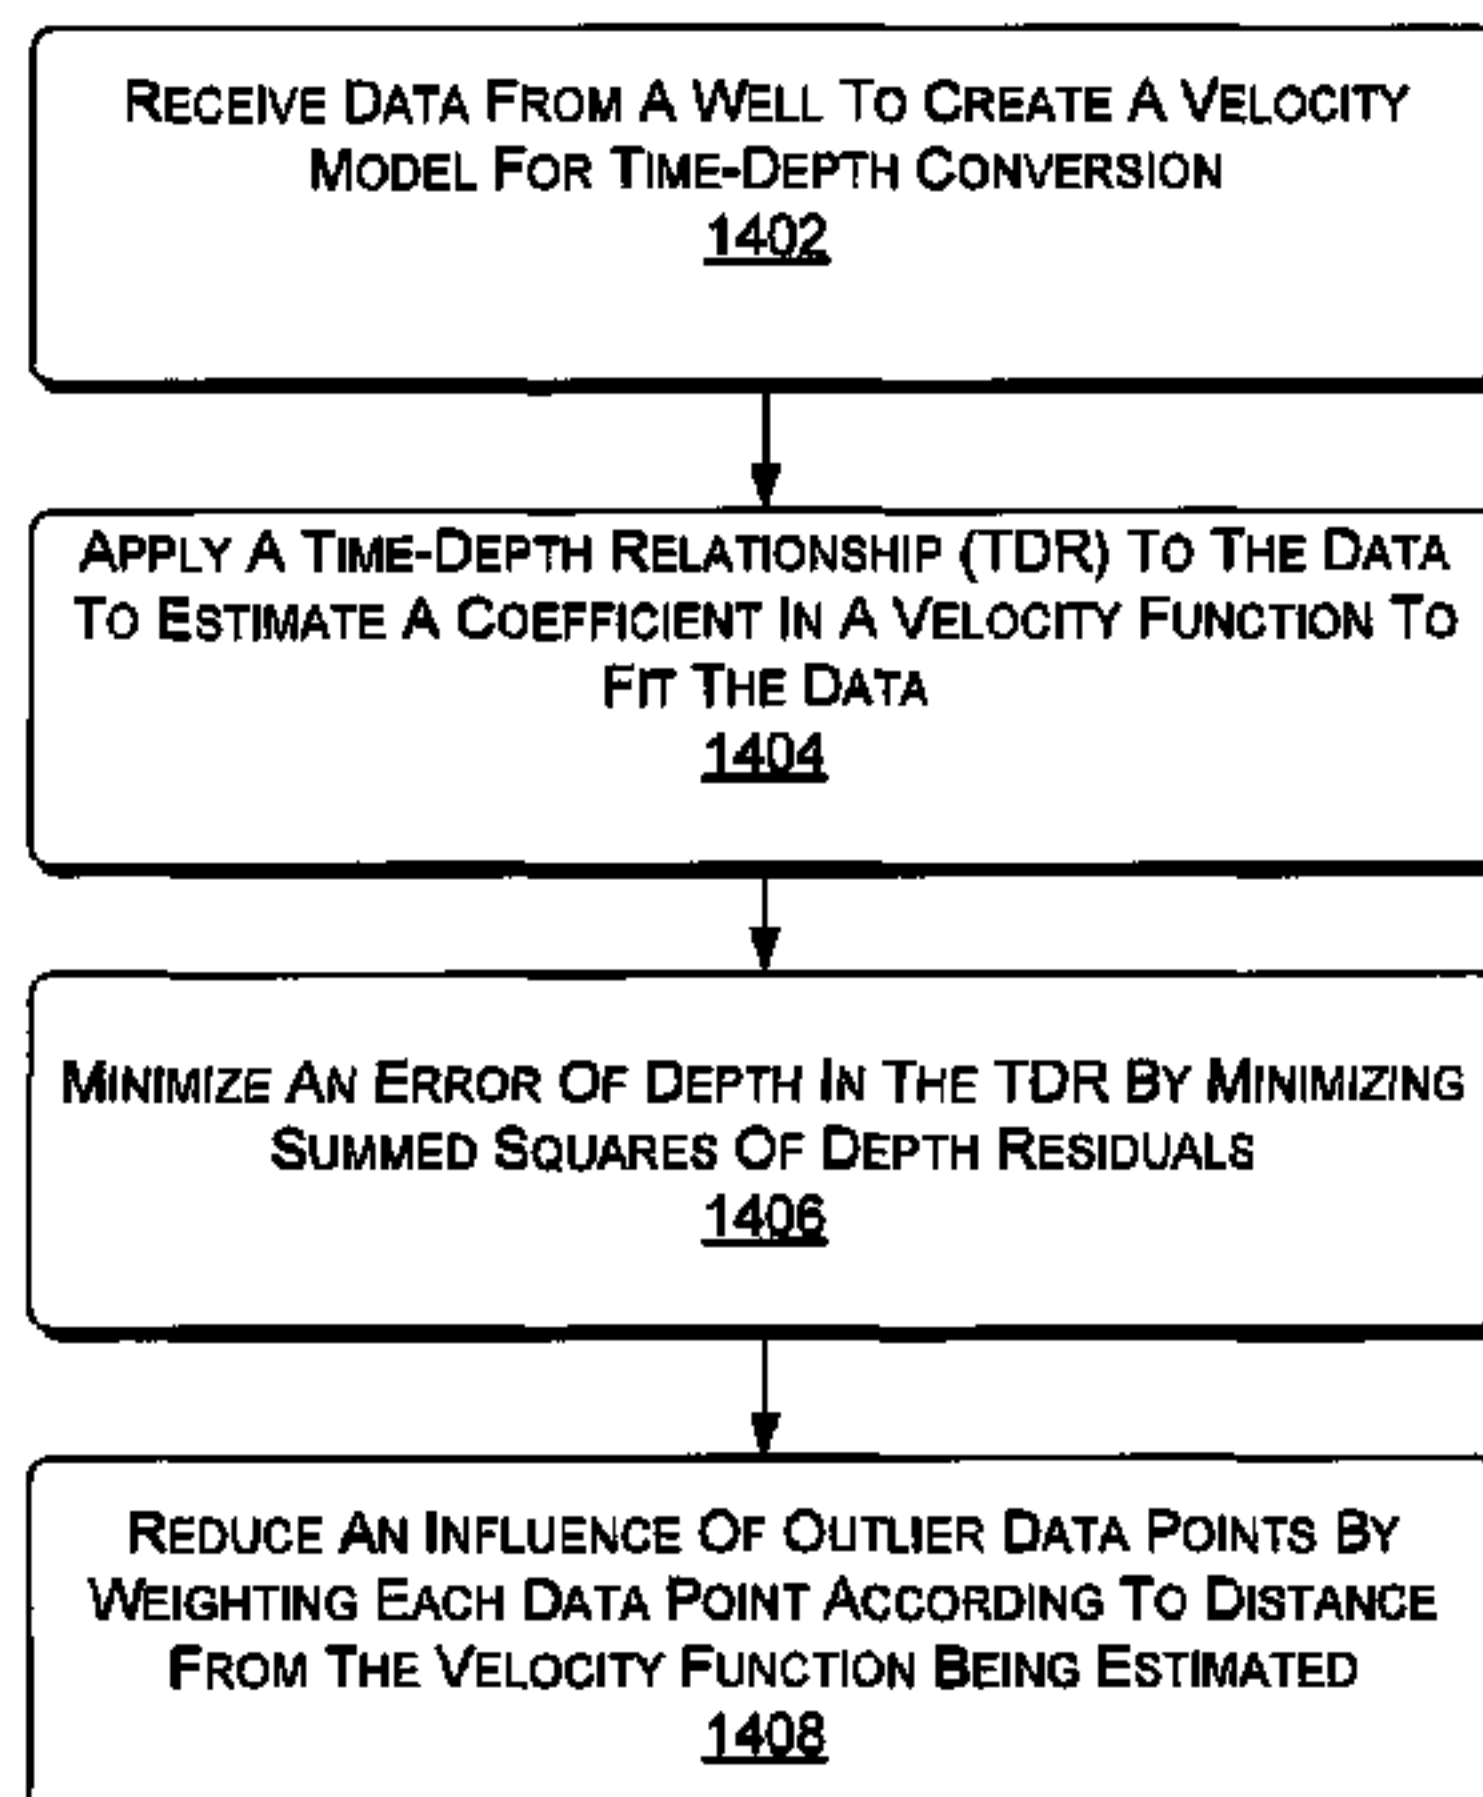 RECEIVE DATA FROM A WELL TO CREATE A VELOCITY
MODEL FOR TIME-DEPTH CONVERSION
1402
APPLY A TIME-DEPTH RELATIONSHIP (TDR) TO THE DATA
TO ESTIMATE A COEFFICIENT IN A VELOCITY FUNCTION TO
FIT THE DATA
1404
MINIMIZE AN ERROR OF DEPTH IN THE TDR BY MINIMIZING
SUMMED SQUARES OF DEPTH RESIDUALS
1406
REDUCE AN INFLUENCE OF OUTLIER DATA POINTS BY
WEIGHTING EACH DATA POINT ACCORDING TO DISTANCE
FROM THE VELOCITY FUNCTION BEING ESTIMATED
1408